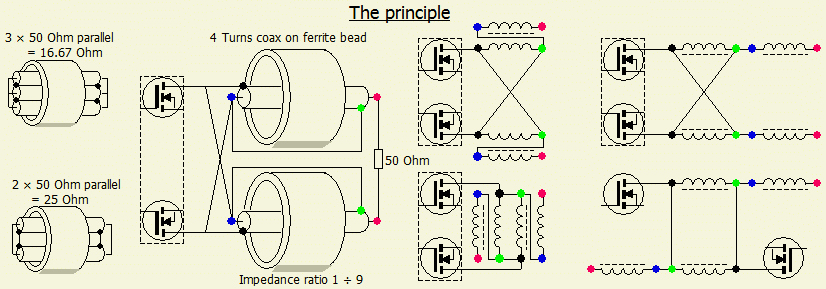 The principle
3 × 50 Ohm parallel
= 16.67 Ohm
4 Turns coax on ferrite bead
50 Ohm
2 × 50 Ohm parallel
= 25 Ohm
Impedance ratio 1 ÷ 9